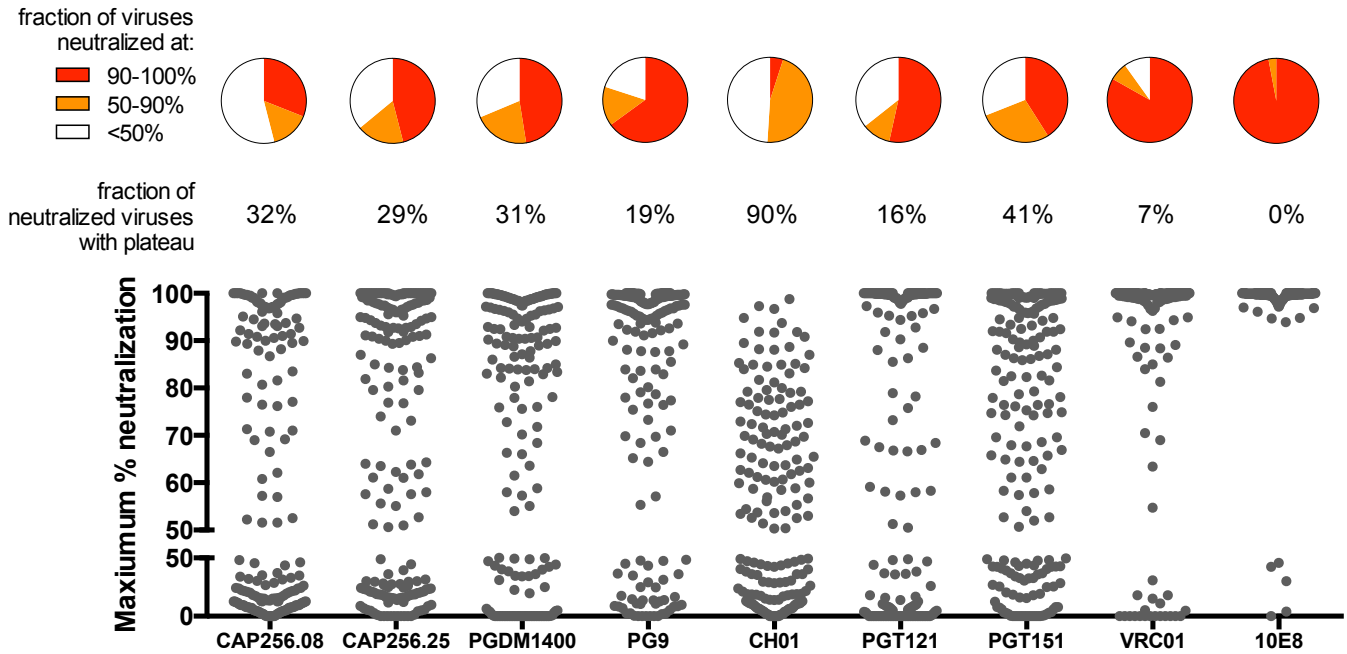 fraction of viruses
neutralized at:
90-100%
50-90%
<50%
fraction of
neutralized viruses
with plateau
32% 29% 31% 19% 90% 16% 41% 7% 0%
Maxiumum % neutralization
100
90
80
70
60
50
50
0
CAP256.08 CAP256.25 PGDM1400 PG9 CH01 PGT121 PGT151 VRC01 10E8